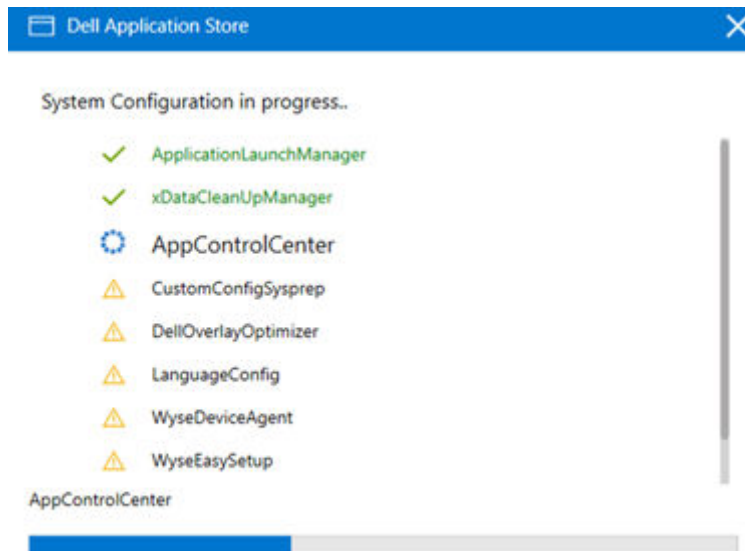 Dell Application Store
System Configuration in progress..
ApplicationLaunchManager
xDataCleanUpManager
AppControlCenter
CustomConfigSysprep
DellOverlayOptimizer
LanguageConfig
WyseDeviceAgent
WyseEasySetup
AppControlCenter